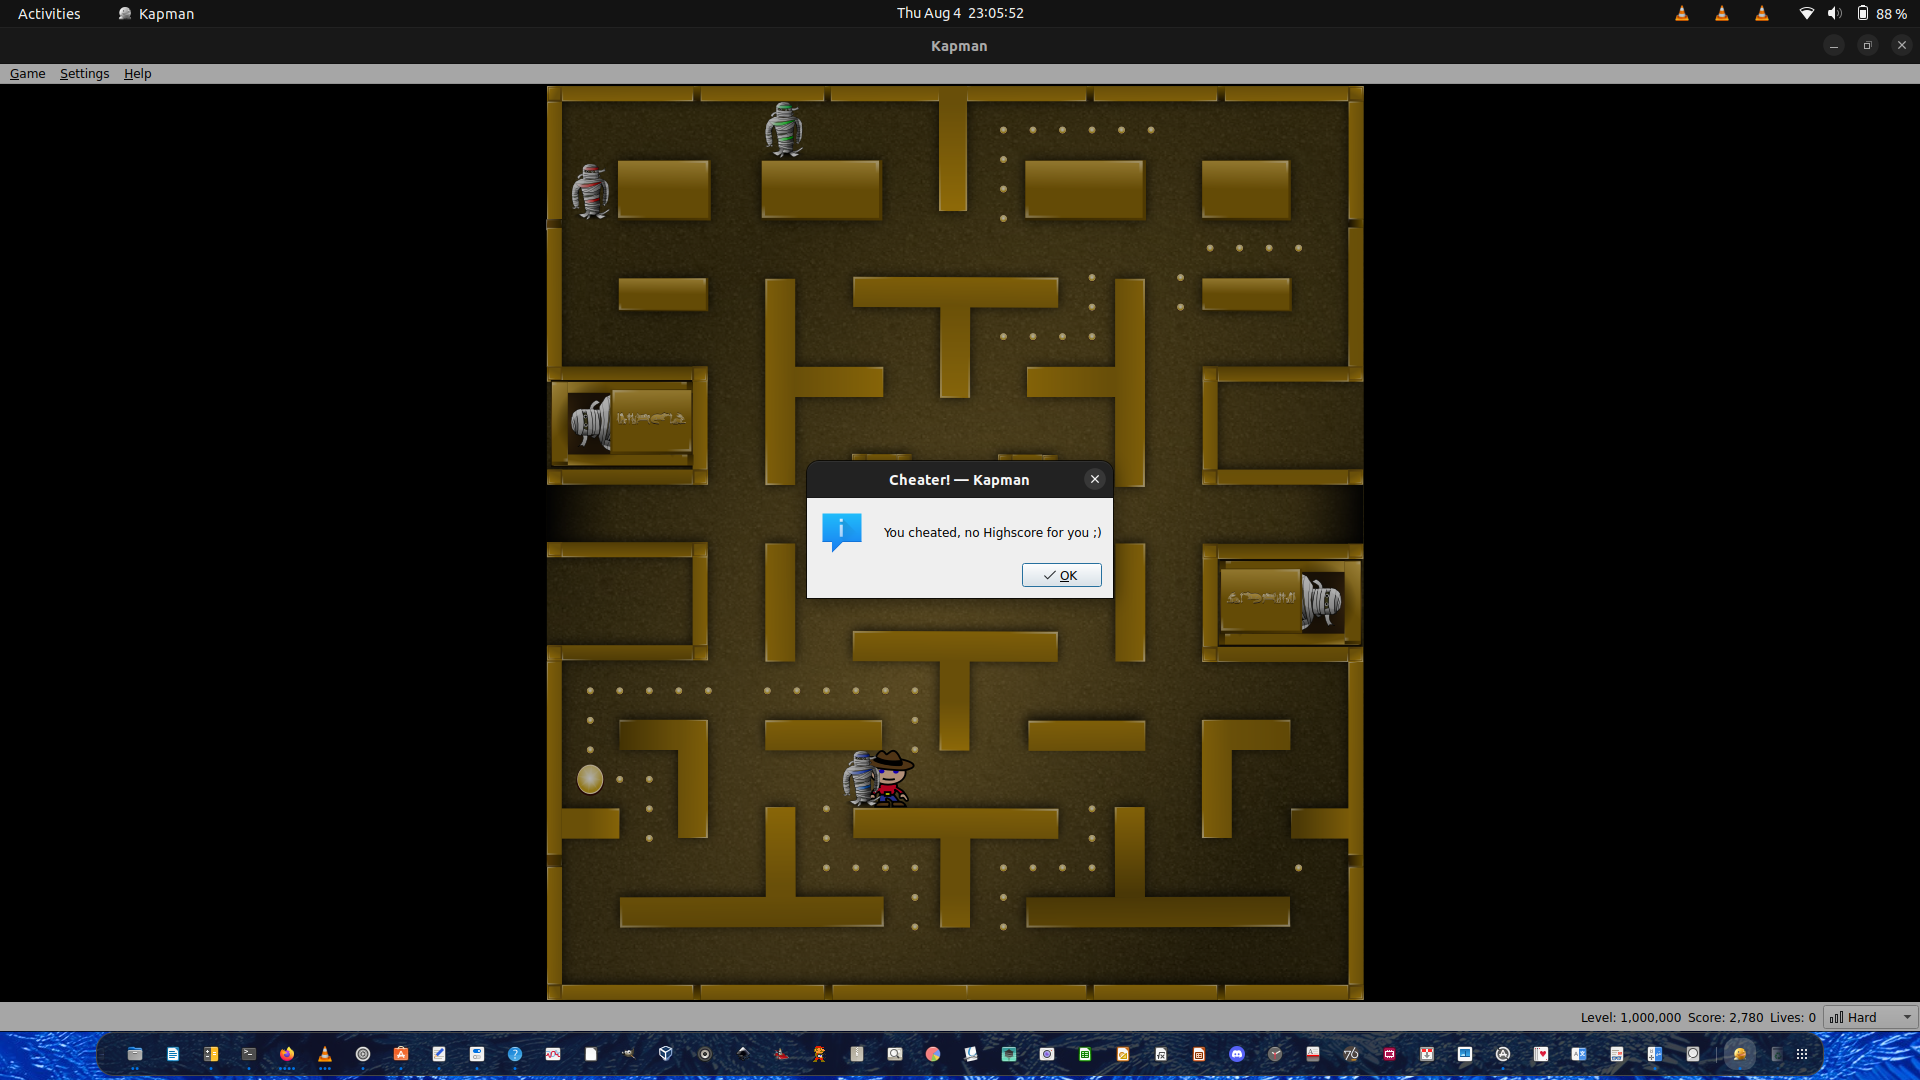 Activities Kapman Thu Aug 4 23:05:52 88 %
Kapman
Game Settings Help
Cheater! — Kapman
You cheated, no Highscore for you ;)
OK
Level: 1,000,000 Score: 2,780 Lives: 0 Hard